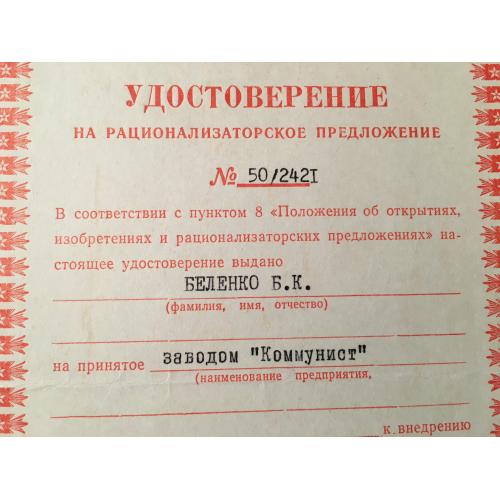 УДОСТОВЕРЕНИЕ
НА РАЦИОНАЛИЗАТОРСКОЕ ПРЕДЛОЖЕНИЕ
№ 50/242I
В соответствии с пунктом 8 «Положения об открытиях,
изобретениях и рационализаторских предложениях» на-
стоящее удостоверение выдано
БЕЛЕНКО Б.К.
(фамилия, имя, отчество)
на принятое заводом "Коммунист"
(наименование предприятия,
к внедрению